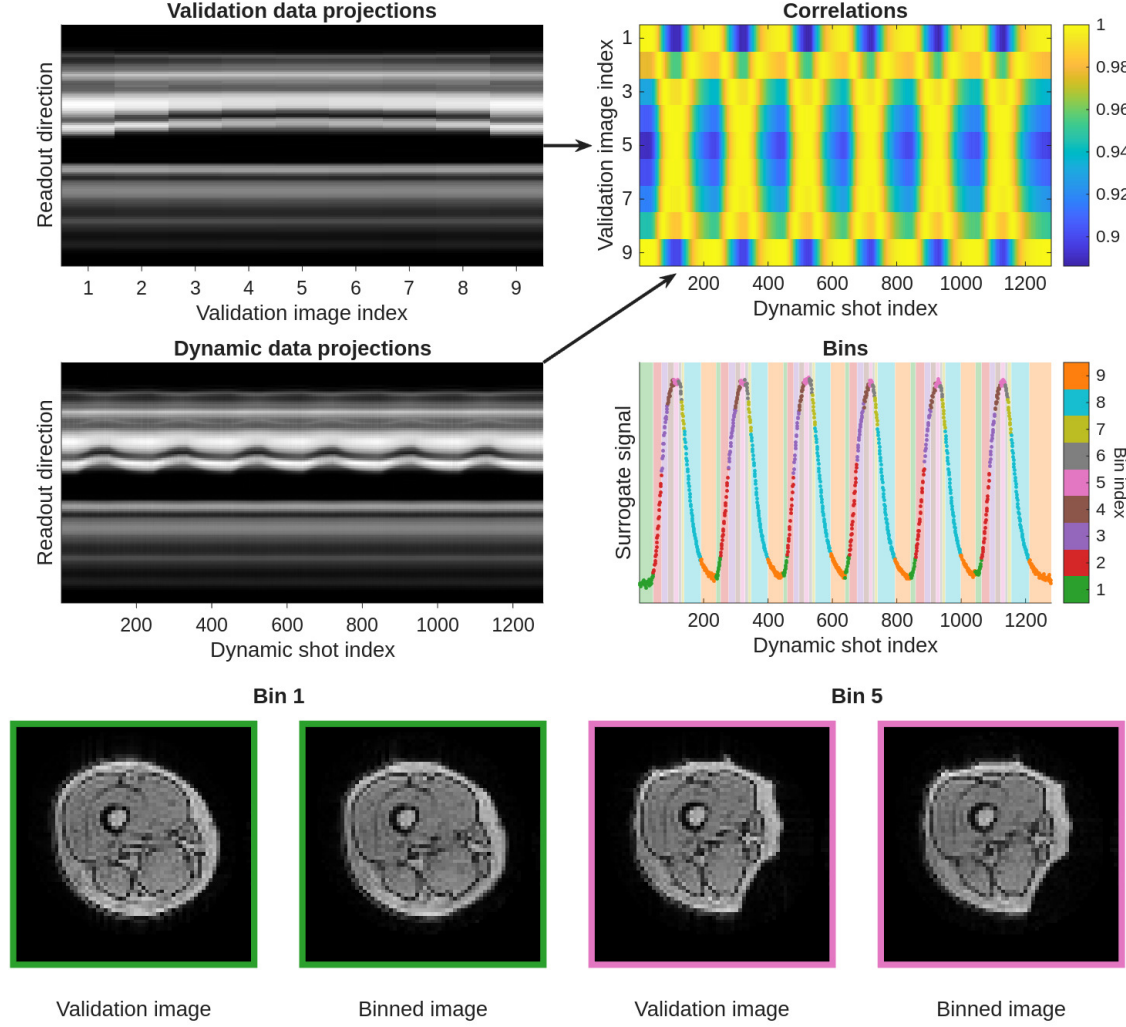 Validation data projections
Readout direction
1 2 3 4 5 6 7 8 9
Validation image index
Correlations
Validation image index
1
3
5
7
9
200 400 600 800 1000 1200
Dynamic shot index
1
0.98
0.96
0.94
0.92
0.9
Dynamic data projections
Readout direction
200 400 600 800 1000 1200
Dynamic shot index
Bins
Surrogate signal
200 400 600 800 1000 1200
Dynamic shot index
9
8
7
6
5
4
3
2
1
Bin index
Bin 1
Bin 5
Validation image
Binned image
Validation image
Binned image